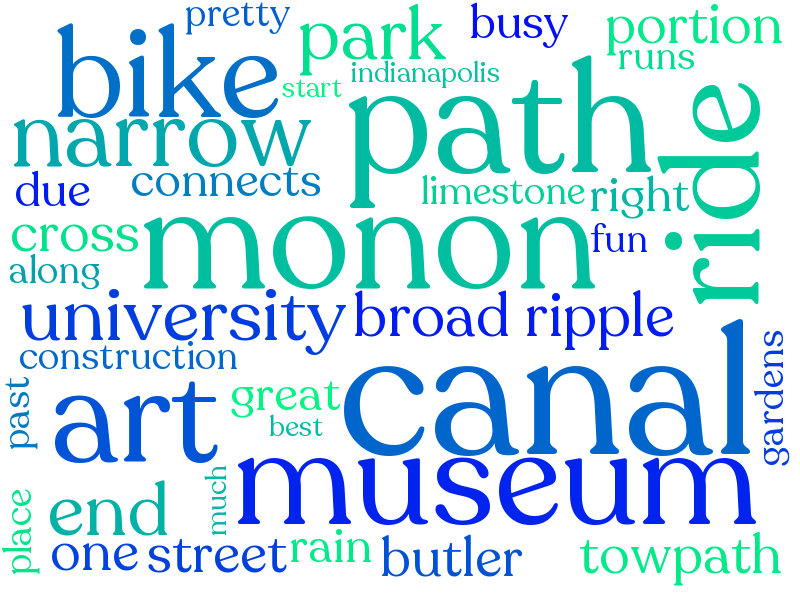 pretty
park
busy
portion
bike
runs
indianapolis
start
path
ride
narrow
connects
due
limestone
right
cross
monon
fun
along
university
broad ripple
construction
canal
gardens
past
art
great
best
museum
much
place
end
one
street
rain
butler
towpath